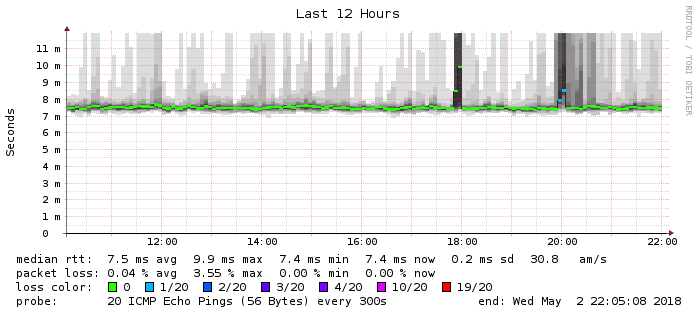 Last 12 Hours
RRDTOOL / TOBI OETIKER
Seconds
11 m
10 m
9 m
8 m
7 m
6 m
5 m
4 m
3 m
2 m
1 m
0
12:00 14:00 16:00 18:00 20:00 22:00
median rtt: 7.5 ms avg 9.9 ms max 7.4 ms min 7.4 ms now 0.2 ms sd 30.8 am/s
packet loss: 0.04 % avg 3.55 % max 0.00 % min 0.00 % now
loss color: 0 1/20 2/20 3/20 4/20 10/20 19/20
probe: 20 ICMP Echo Pings (56 Bytes) every 300s end: Wed May 2 22:05:08 2018